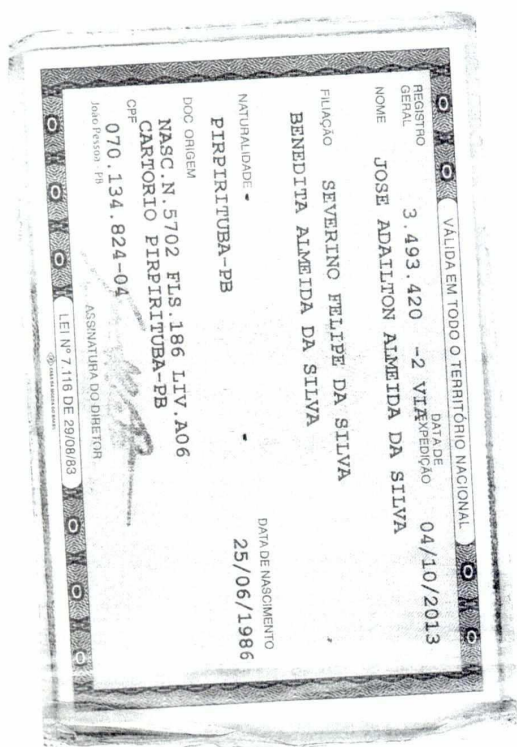 VÁLIDA EM TODO O TERRITÓRIO NACIONAL
REGISTRO GERAL 3.493.420 -2 VIA DATA DE EXPEDIÇÃO 04/10/2013
NOME JOSE ADAILTON ALMEIDA DA SILVA
FILIAÇÃO SEVERINO FELIPE DA SILVA
BENEDITA ALMEIDA DA SILVA
NATURALIDADE DATA DE NASCIMENTO
PIRPIRITUBA-PB 25/06/1986
DOC ORIGEM
NASC.N.5702 FLS.186 LIV.A06
CARTORIO PIRPIRITUBA-PB
CPF 070.134.824-04
João Pessoa - PB
ASSINATURA DO DIRETOR
LEI Nº 7.116 DE 29/08/83